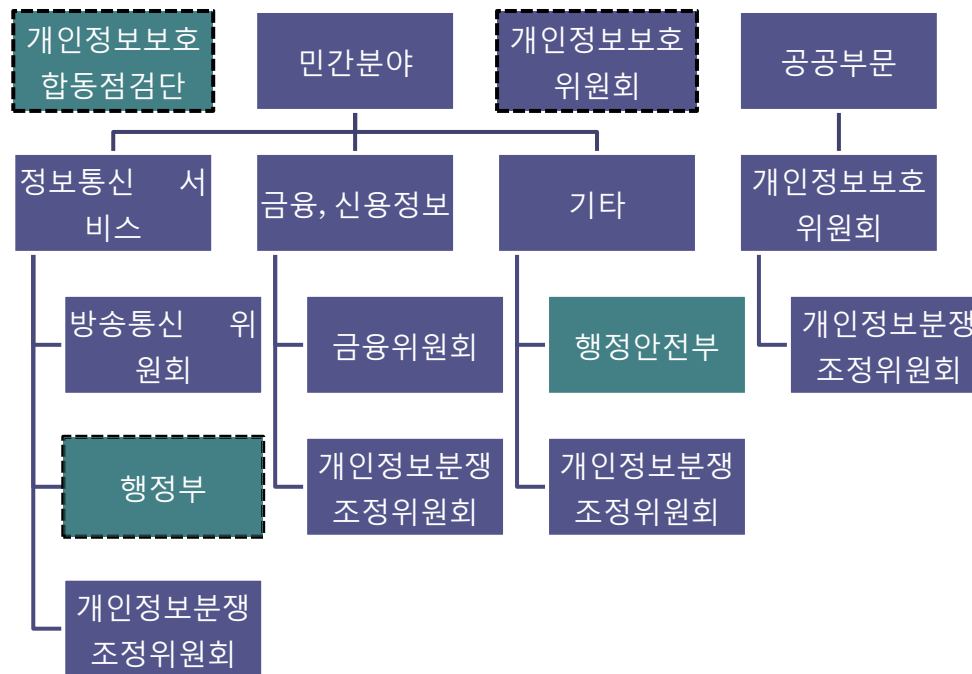 개인정보보호
합동점검단
민간분야
개인정보보호
위원회
공공부문
정보통신 서
비스
금융, 신용정보
기타
개인정보보호
위원회
방송통신 위
원회
금융위원회
행정안전부
개인정보분쟁
조정위원회
행정부
개인정보분쟁
조정위원회
개인정보분쟁
조정위원회
개인정보분쟁
조정위원회